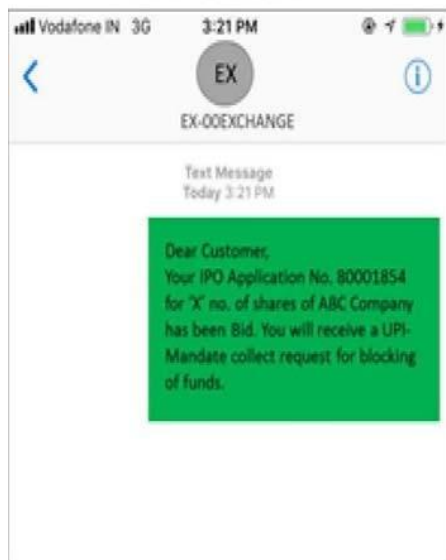 Vodafone IN 3G 3:21 PM
EX
EX-00EXCHANGE
Text Message
Today 3:21 PM
Dear Customer,
Your IPO Application No. 80001854
for 'X' no. of shares of ABC Company
has been Bid. You will receive a UPI-
Mandate collect request for blocking
of funds.